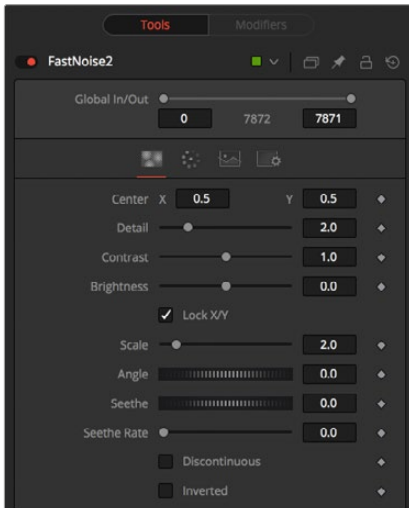 Tools Modifiers
FastNoise2
Global In/Out
0 7872 7871
Center X 0.5 Y 0.5
Detail 2.0
Contrast 1.0
Brightness 0.0
Lock X/Y
Scale 2.0
Angle 0.0
Seethe 0.0
Seethe Rate 0.0
Discontinuous
Inverted